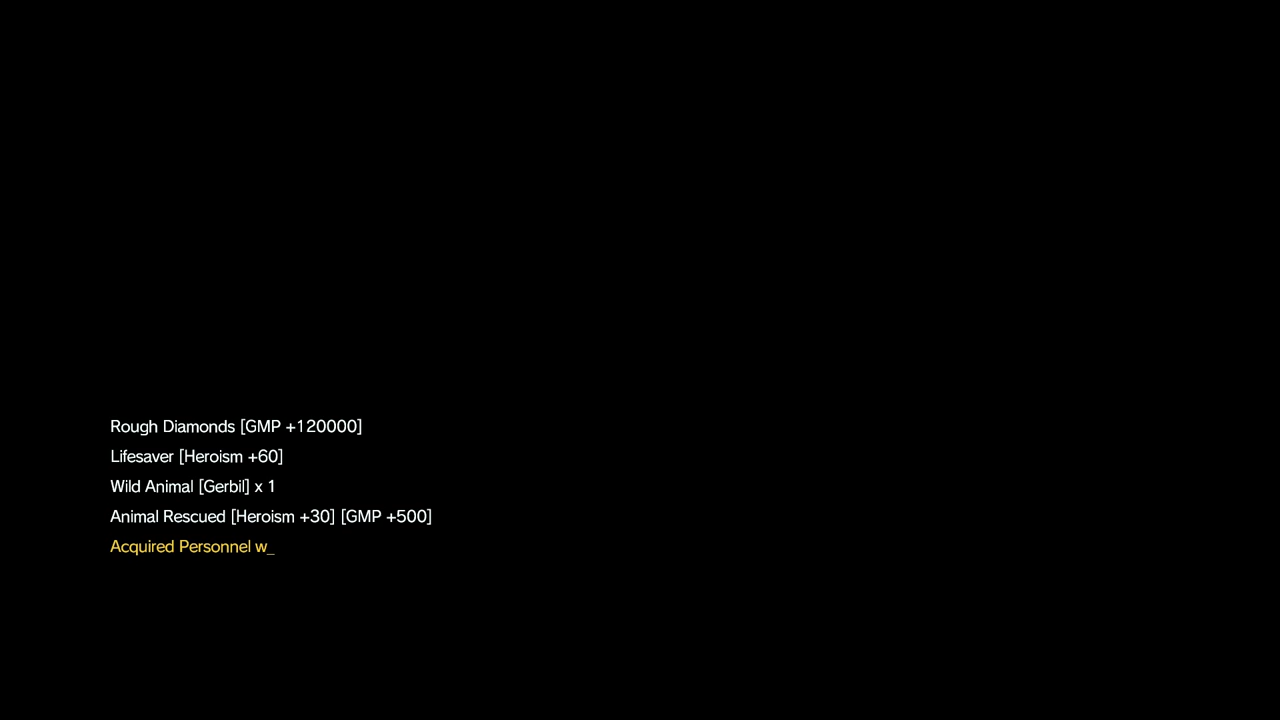 Rough Diamonds [GMP +120000]
Lifesaver [Heroism +60]
Wild Animal [Gerbil] x 1
Animal Rescued [Heroism +30] [GMP +500]
Acquired Personnel w_